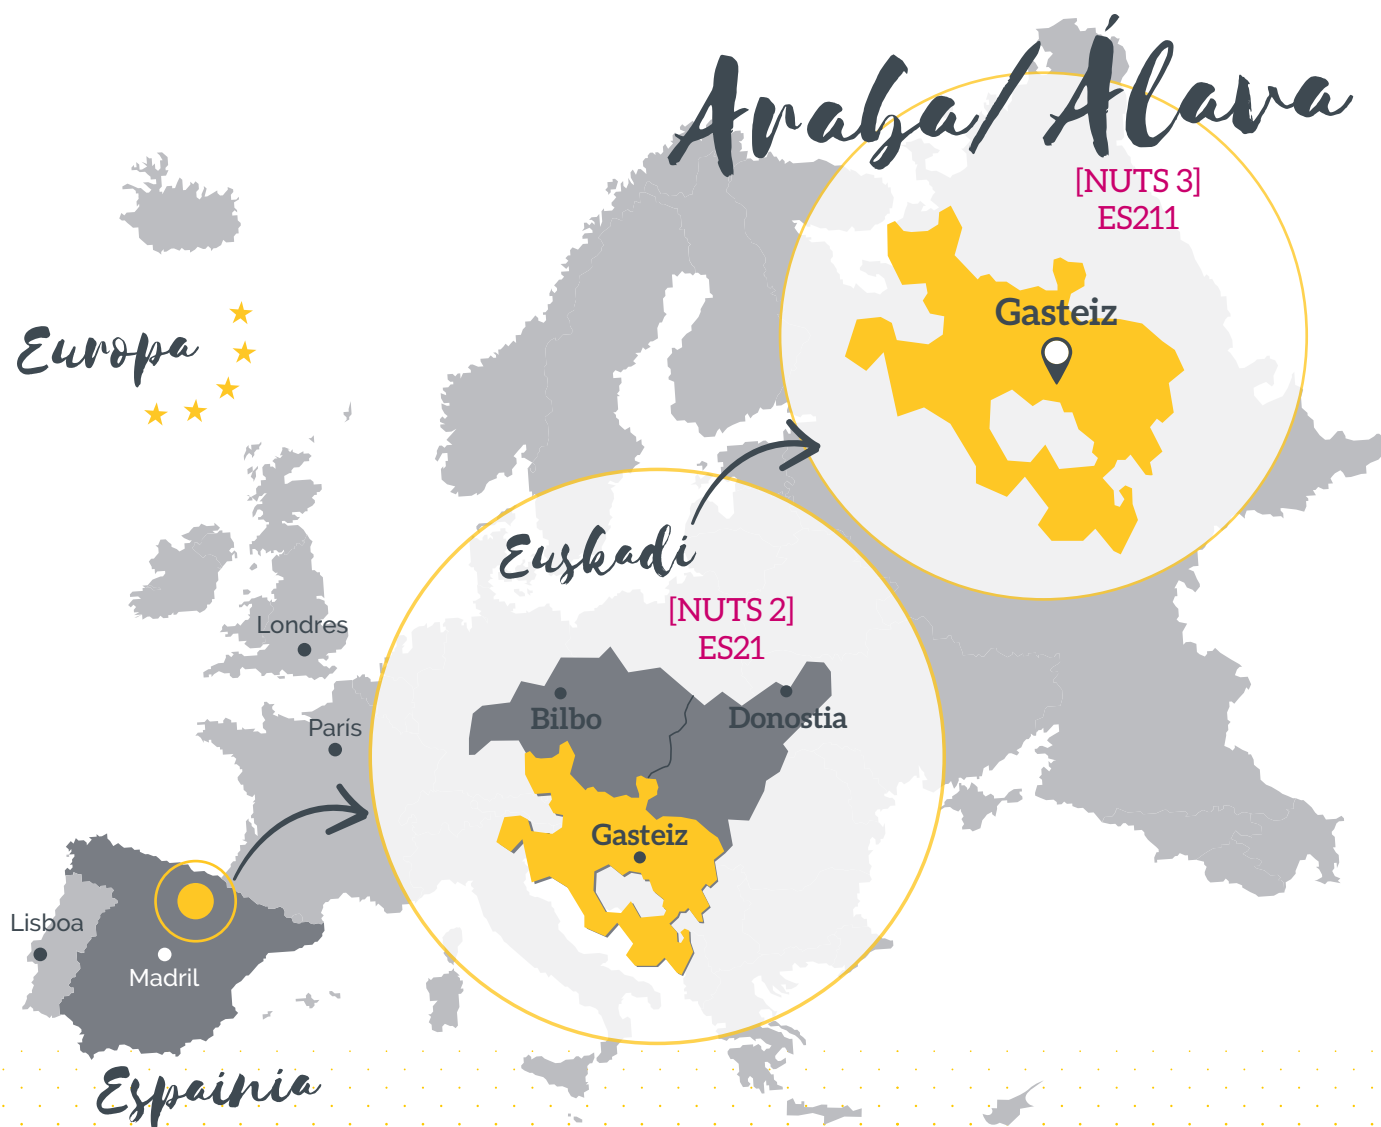 Araba/Álava
[NUTS 3]
ES211
Gasteiz
Europa
Euskadi
[NUTS 2]
ES21
Londres
París
Bilbo
Donostia
Gasteiz
Lisboa
Madril
Espainia